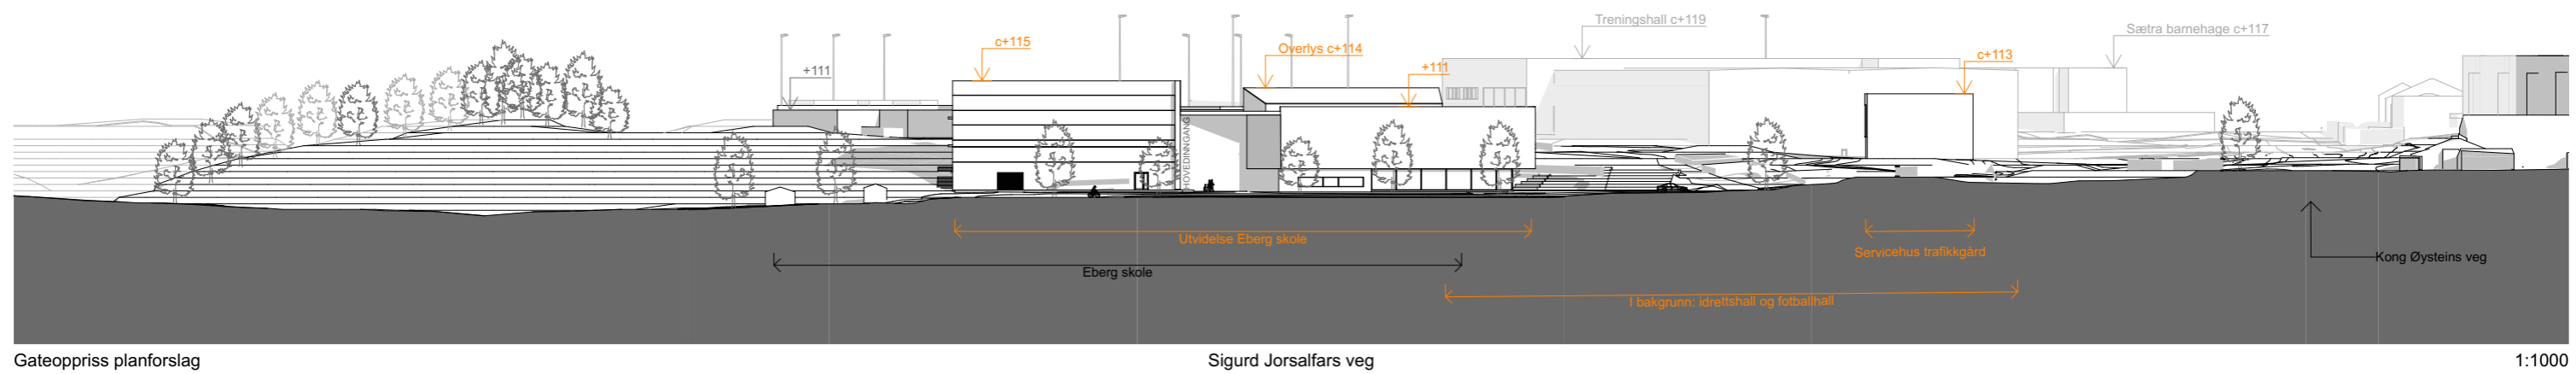 Treningshall c+119
Sætra barnehage c+117
c+115
Overlys c+114
c+113
+111
+111
HOVEDINNGANG
Utvidelse Eberg skole
Servicehus trafikkgård
Kong Øysteins veg
Eberg skole
I bakgrunn: idrettshall og fotballhall
Gateoppriss planforslag
Sigurd Jorsalfars veg
1:1000